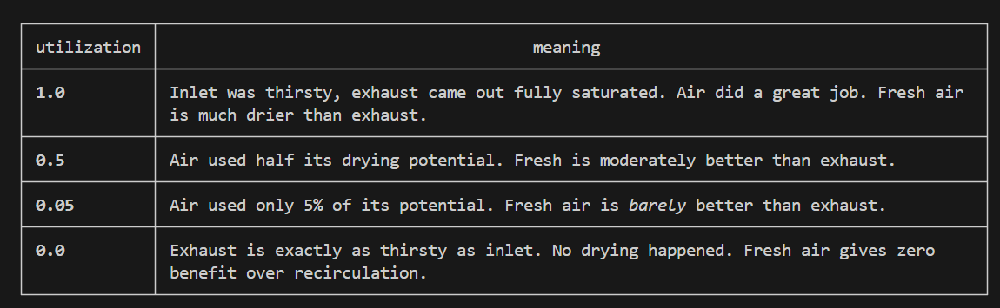 utilization meaning
1.0 Inlet was thirsty, exhaust came out fully saturated. Air did a great job. Fresh air
is much drier than exhaust.
0.5 Air used half its drying potential. Fresh is moderately better than exhaust.
0.05 Air used only 5% of its potential. Fresh air is barely better than exhaust.
0.0 Exhaust is exactly as thirsty as inlet. No drying happened. Fresh air gives zero
benefit over recirculation.